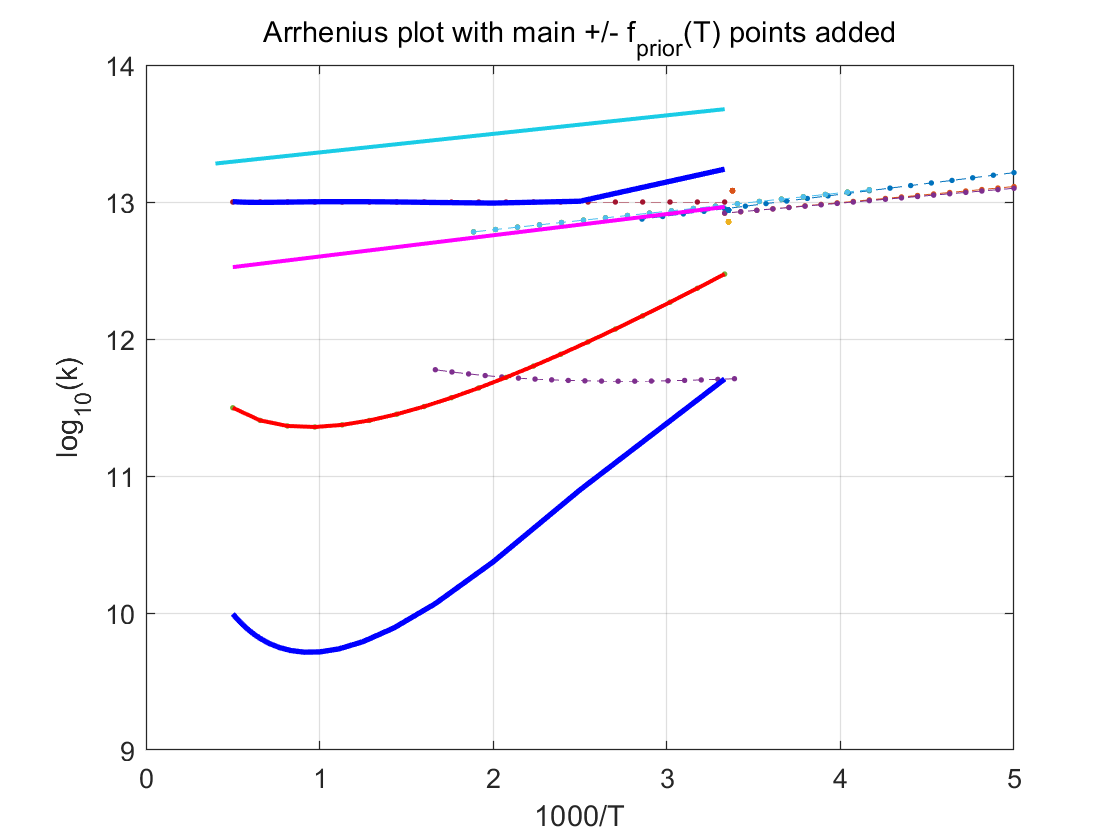 Arrhenius plot with main +/- f_prior(T) points added
14
13
12
11
10
9
log_10(k)
0 1 2 3 4 5
1000/T